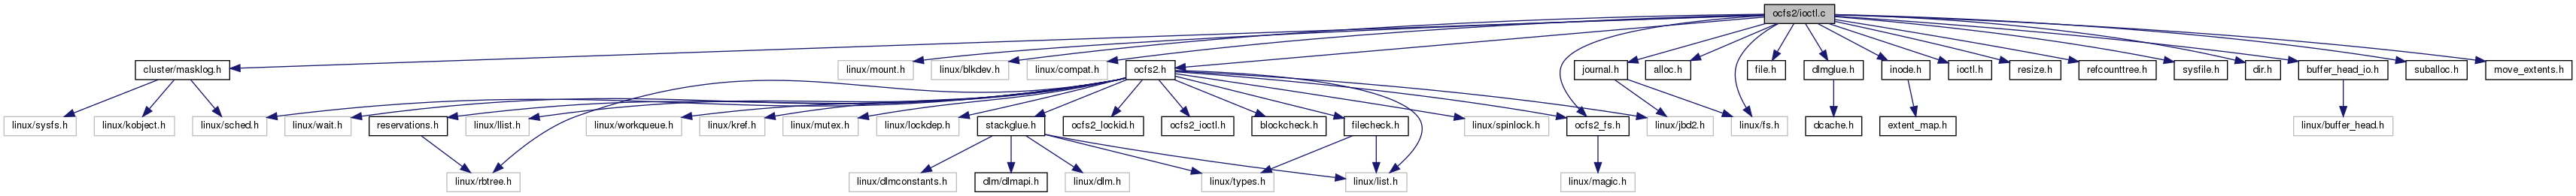 ocfs2/ioctl.c
cluster/masklog.h
linux/mount.h
linux/blkdev.h
linux/compat.h
ocfs2.h
journal.h
alloc.h
file.h
dlmglue.h
inode.h
ioctl.h
resize.h
refcounttree.h
sysfile.h
dir.h
buffer_head_io.h
suballoc.h
move_extents.h
linux/sysfs.h
linux/kobject.h
linux/sched.h
linux/wait.h
reservations.h
linux/llist.h
linux/workqueue.h
linux/kref.h
linux/mutex.h
linux/lockdep.h
stackglue.h
ocfs2_lockid.h
ocfs2_ioctl.h
blockcheck.h
filecheck.h
linux/spinlock.h
ocfs2_fs.h
linux/jbd2.h
linux/fs.h
dcache.h
extent_map.h
linux/buffer_head.h
linux/rbtree.h
linux/dlmconstants.h
dlm/dlmapi.h
linux/dlm.h
linux/types.h
linux/list.h
linux/magic.h